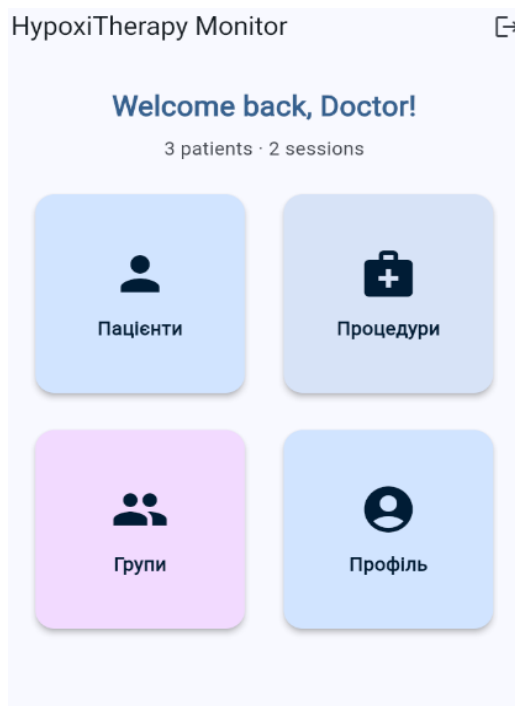 HypoxiTherapy Monitor
Welcome back, Doctor!
3 patients · 2 sessions
Пацієнти
Процедури
Групи
Профіль